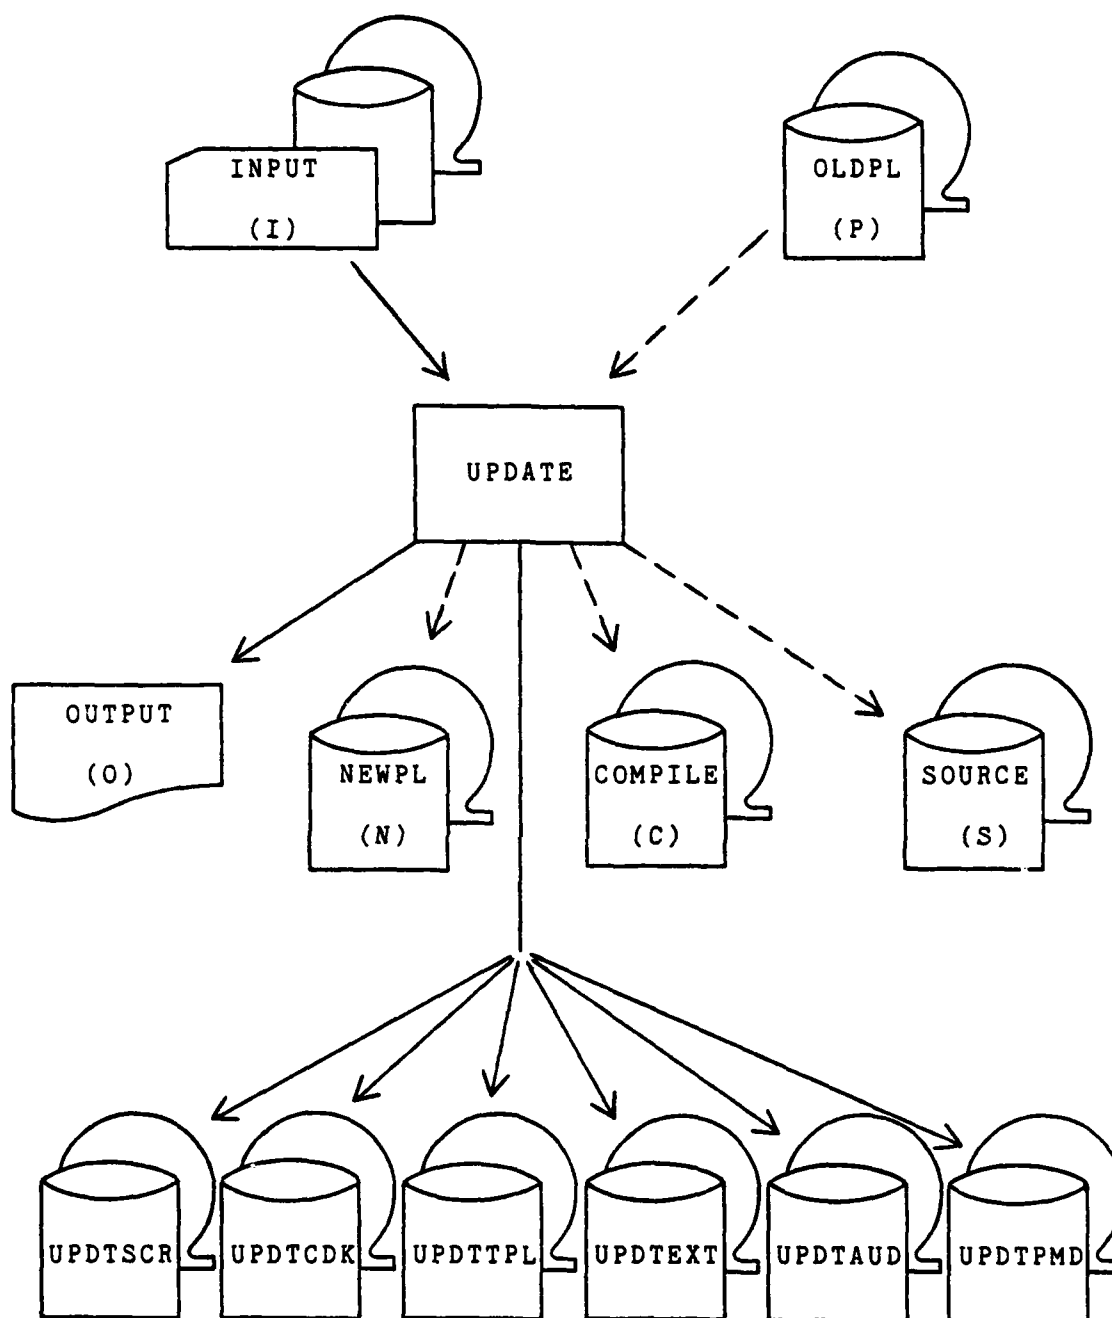 INPUT
(I)
OLDPL
(P)
UPDATE
OUTPUT
(O)
NEWPL
(N)
COMPILE
(C)
SOURCE
(S)
UPDTSCR
UPDTCDK
UPDTTPL
UPDTEXT
UPDTAUD
UPDTPMD